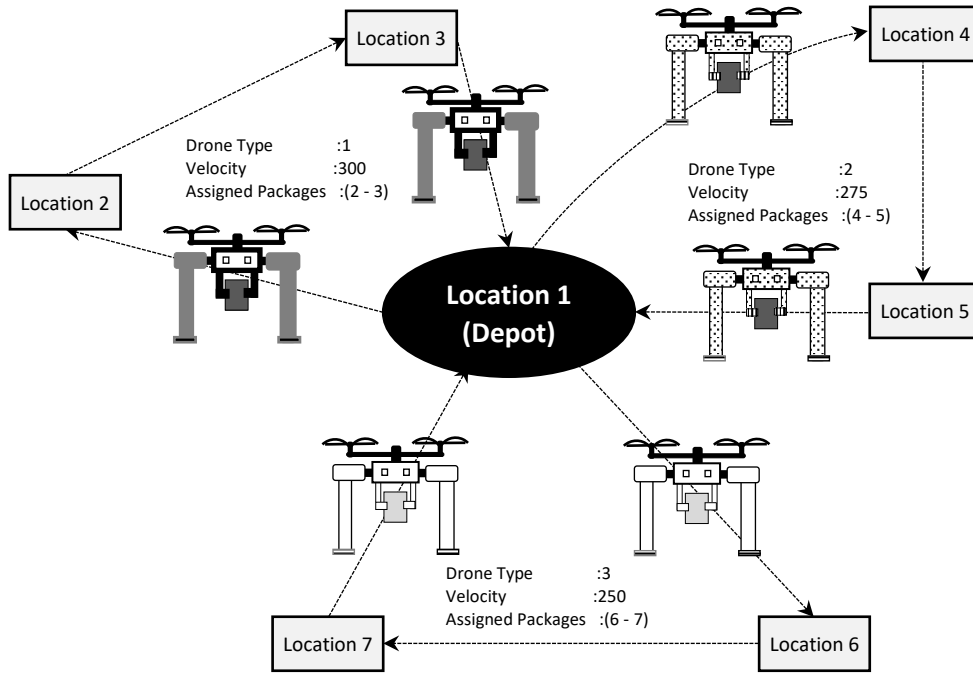 Location 3
Location 4
Drone Type :1
Velocity :300
Assigned Packages :(2 - 3)
Drone Type :2
Velocity :275
Assigned Packages :(4 - 5)
Location 2
Location 1
(Depot)
Location 5
Drone Type :3
Velocity :250
Assigned Packages :(6 - 7)
Location 7
Location 6